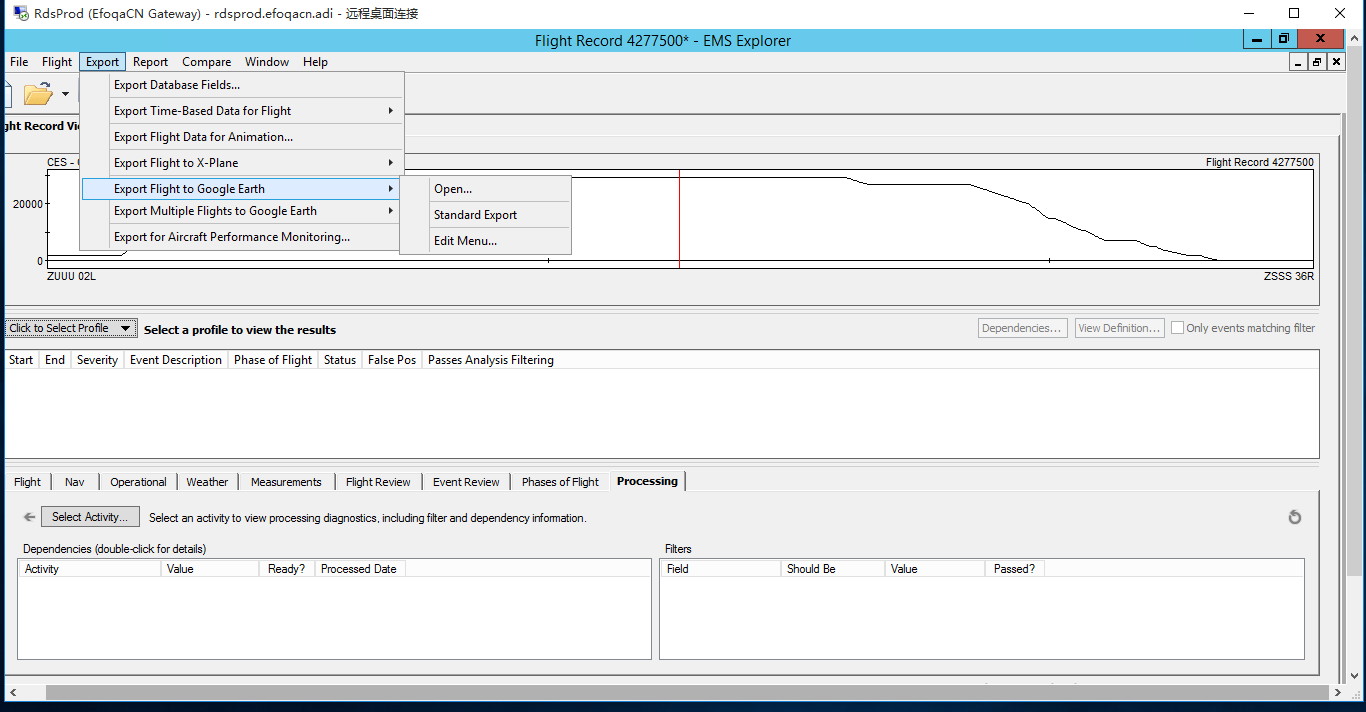 RdsProd (EfoqaCN Gateway) - rdsprod.efoqacn.adi - 远程桌面连接
Flight Record 4277500* - EMS Explorer
File Flight Export Report Compare Window Help
Export Database Fields...
Export Time-Based Data for Flight
Export Flight Data for Animation...
Export Flight to X-Plane
Export Flight to Google Earth
Export Multiple Flights to Google Earth
Export for Aircraft Performance Monitoring...
Open...
Standard Export
Edit Menu...
ght Record Vi
CES -
Flight Record 4277500
20000
0
ZUUU 02L
ZSSS 36R
Click to Select Profile
Select a profile to view the results
Dependencies...
View Definition...
Only events matching filter
Start End Severity Event Description Phase of Flight Status False Pos Passes Analysis Filtering
Flight Nav Operational Weather Measurements Flight Review Event Review Phases of Flight Processing
Select Activity...
Select an activity to view processing diagnostics, including filter and dependency information.
Dependencies (double-click for details)
Activity Value Ready? Processed Date
Filters
Field Should Be Value Passed?